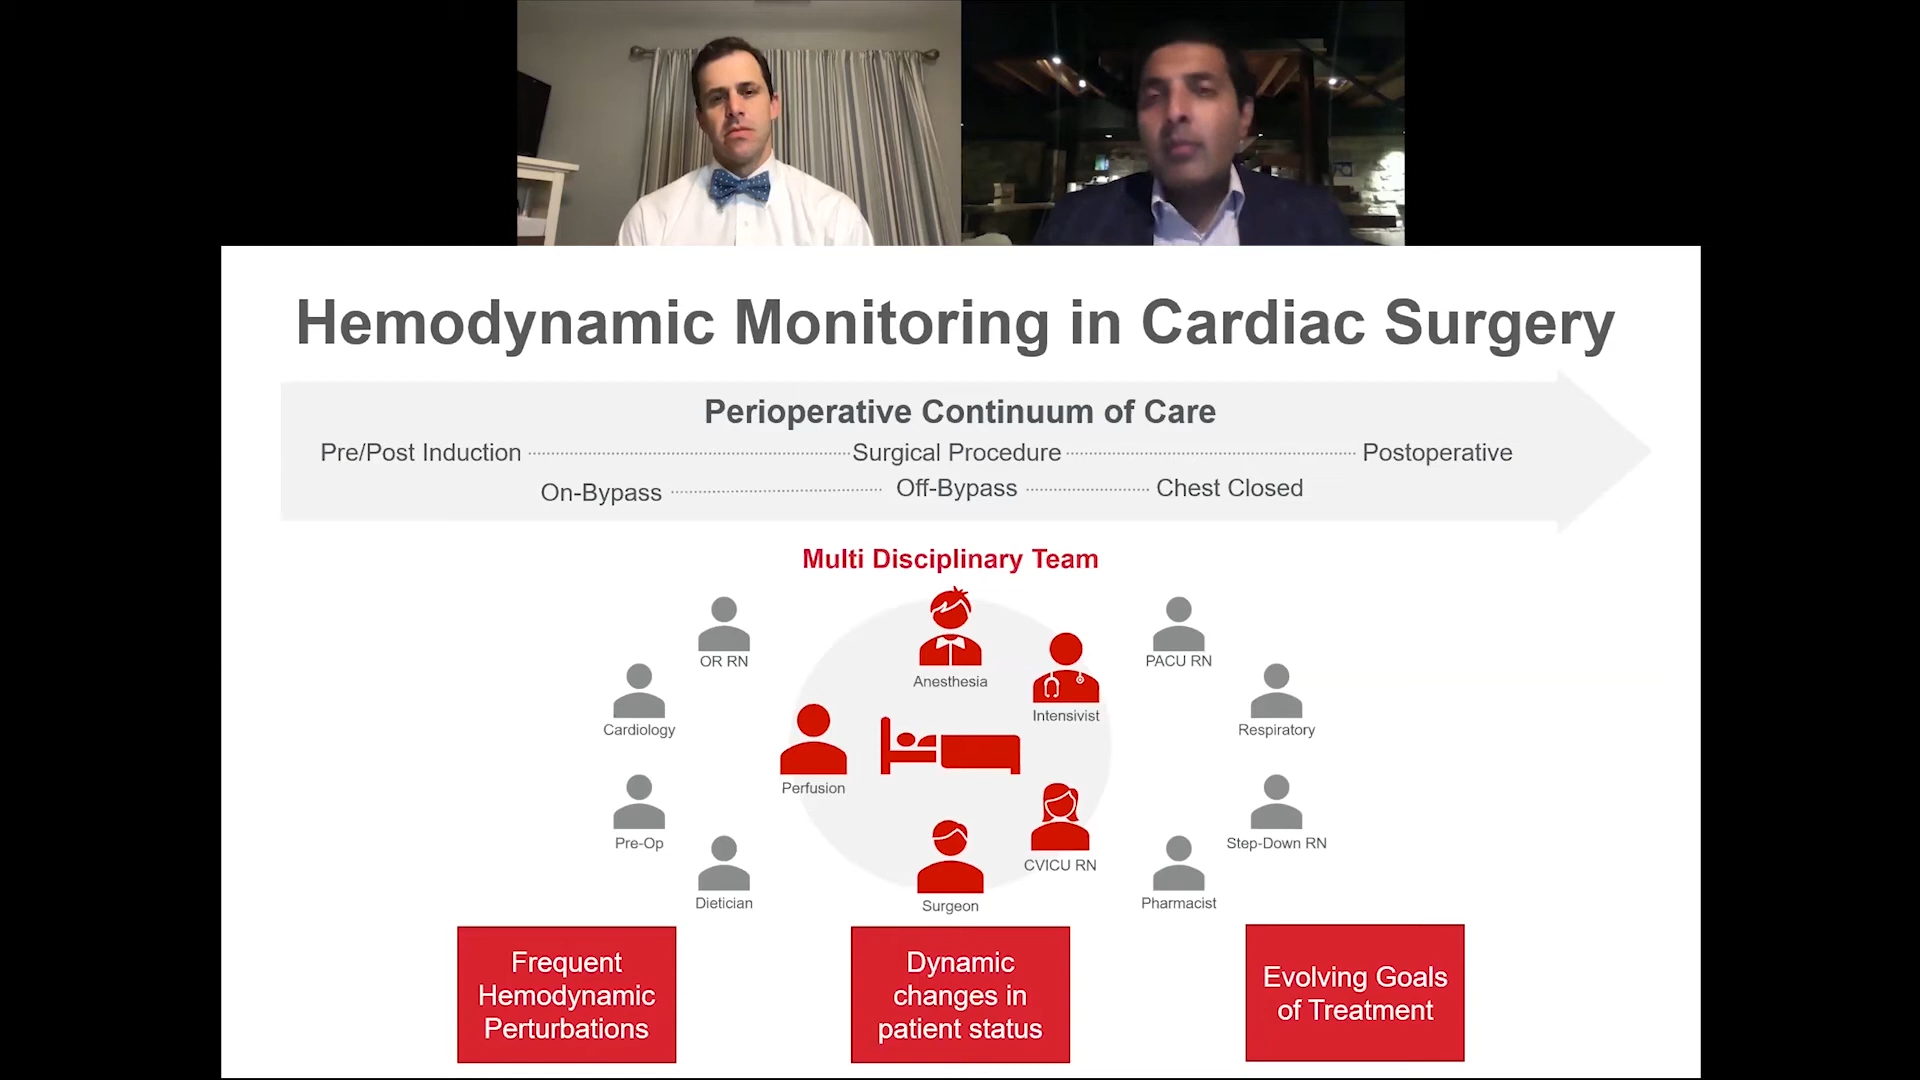 Hemodynamic Monitoring in Cardiac Surgery
Perioperative Continuum of Care
Pre/Post Induction
Surgical Procedure
Postoperative
On-Bypass
Off-Bypass
Chest Closed
Multi Disciplinary Team
OR RN
Anesthesia
PACU RN
Cardiology
Intensivist
Respiratory
Perfusion
Pre-Op
Step-Down RN
CVICU RN
Dietician
Surgeon
Pharmacist
Frequent
Hemodynamic
Perturbations
Dynamic
changes in
patient status
Evolving Goals
of Treatment